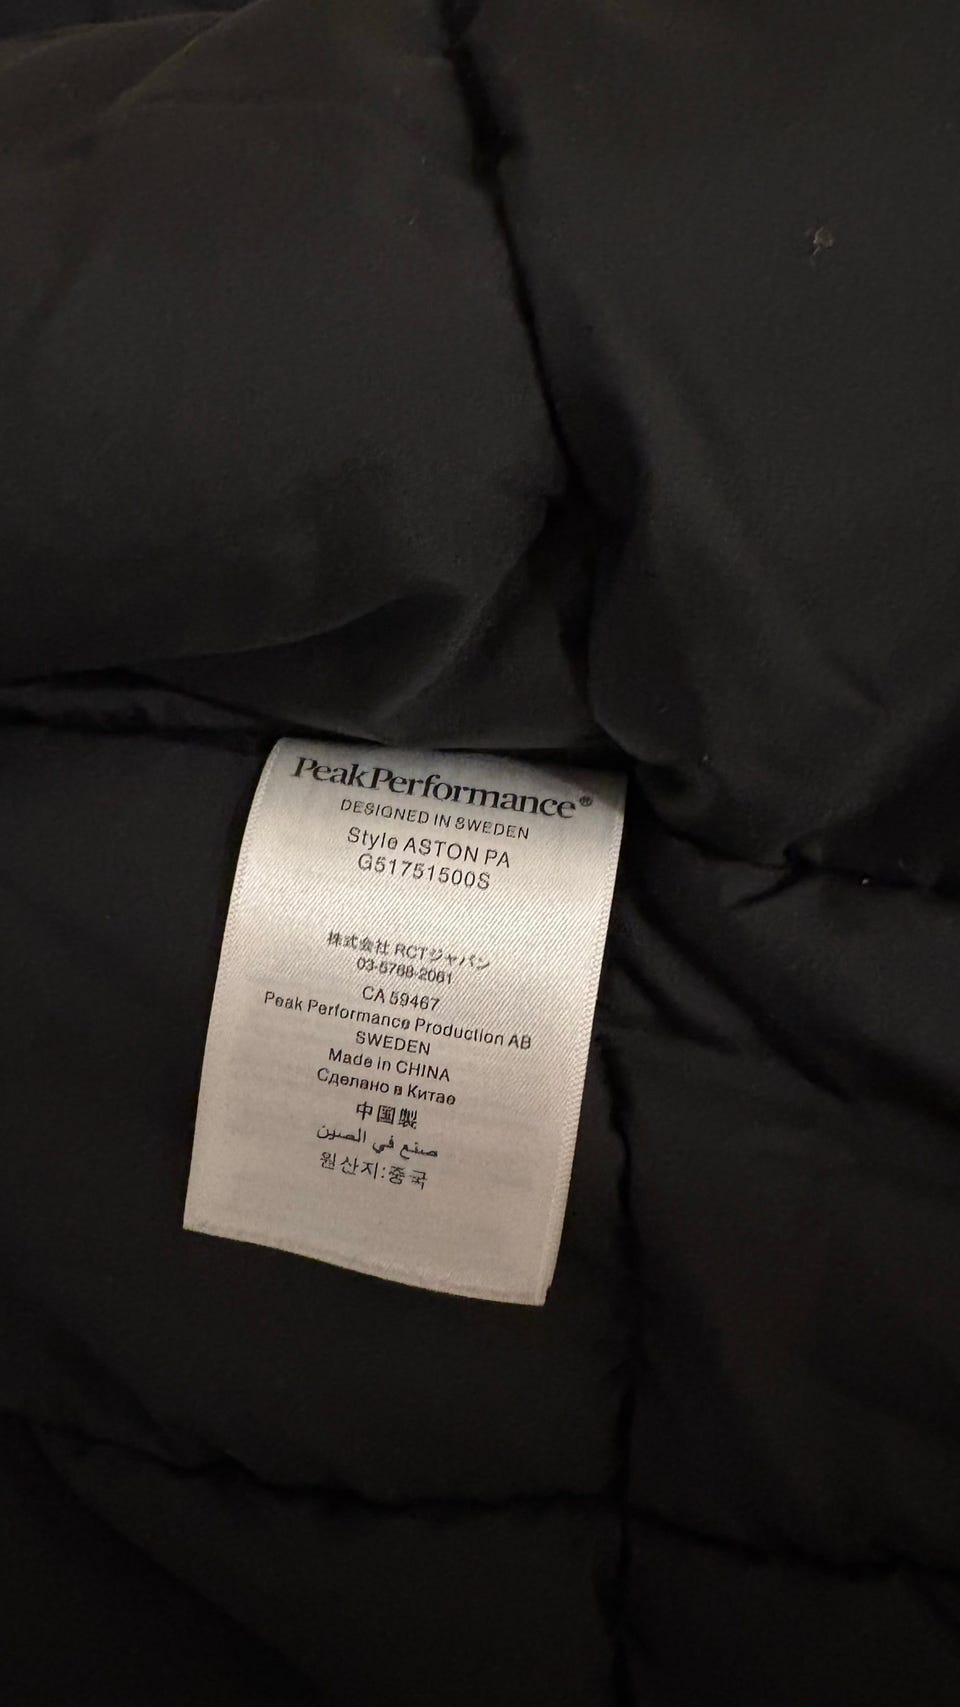 PeakPerformance®
DESIGNED IN SWEDEN
Style ASTON PA
G51751500S
株式会社 RCTジャパン
03-5768-2061
CA 59467
Peak Performance Production AB
SWEDEN
Made in CHINA
Сделано в Китае
中国製
صنع في الصين
원산지:중국